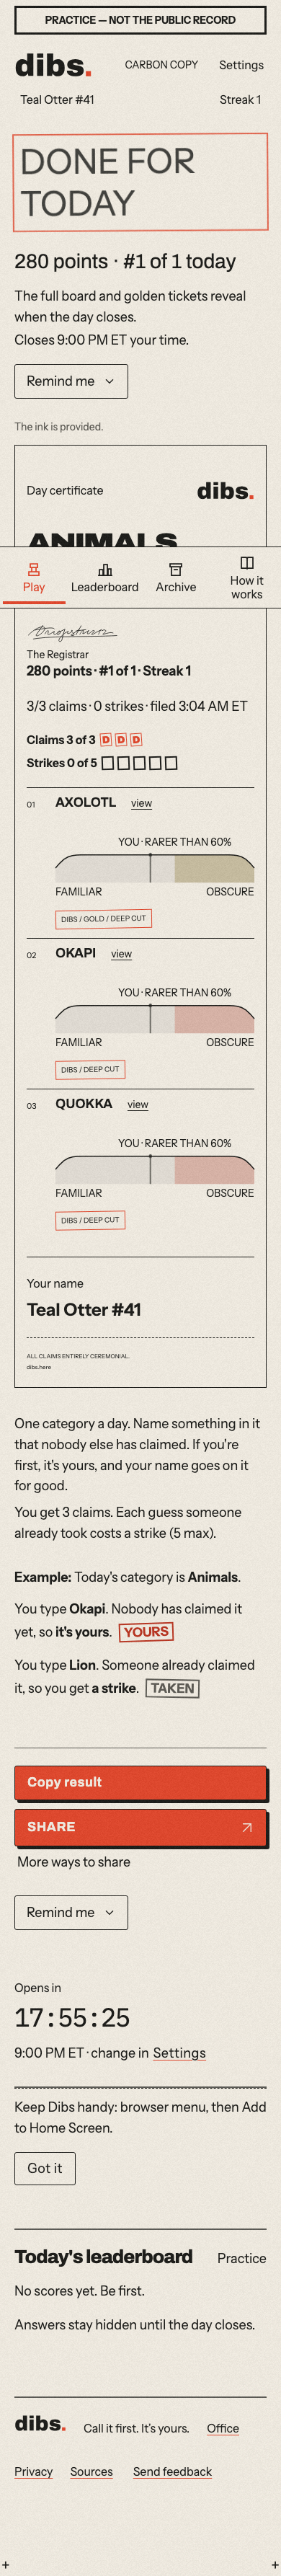 PRACTICE — NOT THE PUBLIC RECORD
dibs.
CARBON COPY
Settings
Teal Otter #41
Streak 1
DONE FOR
TODAY
280 points · #1 of 1 today
The full board and golden tickets reveal
when the day closes.
Closes 9:00 PM ET your time.
Remind me
The ink is provided.
Day certificate
dibs.
ANIMALS
Play
Leaderboard
Archive
How it
works
The Registrar
280 points · #1 of 1 · Streak 1
3/3 claims · 0 strikes · filed 3:04 AM ET
Claims 3 of 3 D D D
Strikes 0 of 5
01 AXOLOTL view
YOU · RARER THAN 60%
FAMILIAR OBSCURE
DIBS / GOLD / DEEP CUT
02 OKAPI view
YOU · RARER THAN 60%
FAMILIAR OBSCURE
DIBS / DEEP CUT
03 QUOKKA view
YOU · RARER THAN 60%
FAMILIAR OBSCURE
DIBS / DEEP CUT
Your name
Teal Otter #41
ALL CLAIMS ENTIRELY CEREMONIAL.
dibs.here
One category a day. Name something in it
that nobody else has claimed. If you're
first, it's yours, and your name goes on it
for good.
You get 3 claims. Each guess someone
already took costs a strike (5 max).
Example: Today's category is Animals.
You type Okapi. Nobody has claimed it
yet, so it's yours. YOURS
You type Lion. Someone already claimed
it, so you get a strike. TAKEN
Copy result
SHARE
More ways to share
Remind me
Opens in
17:55:25
9:00 PM ET · change in Settings
Keep Dibs handy: browser menu, then Add
to Home Screen.
Got it
Today's leaderboard
Practice
No scores yet. Be first.
Answers stay hidden until the day closes.
dibs.
Call it first. It's yours.
Office
Privacy
Sources
Send feedback